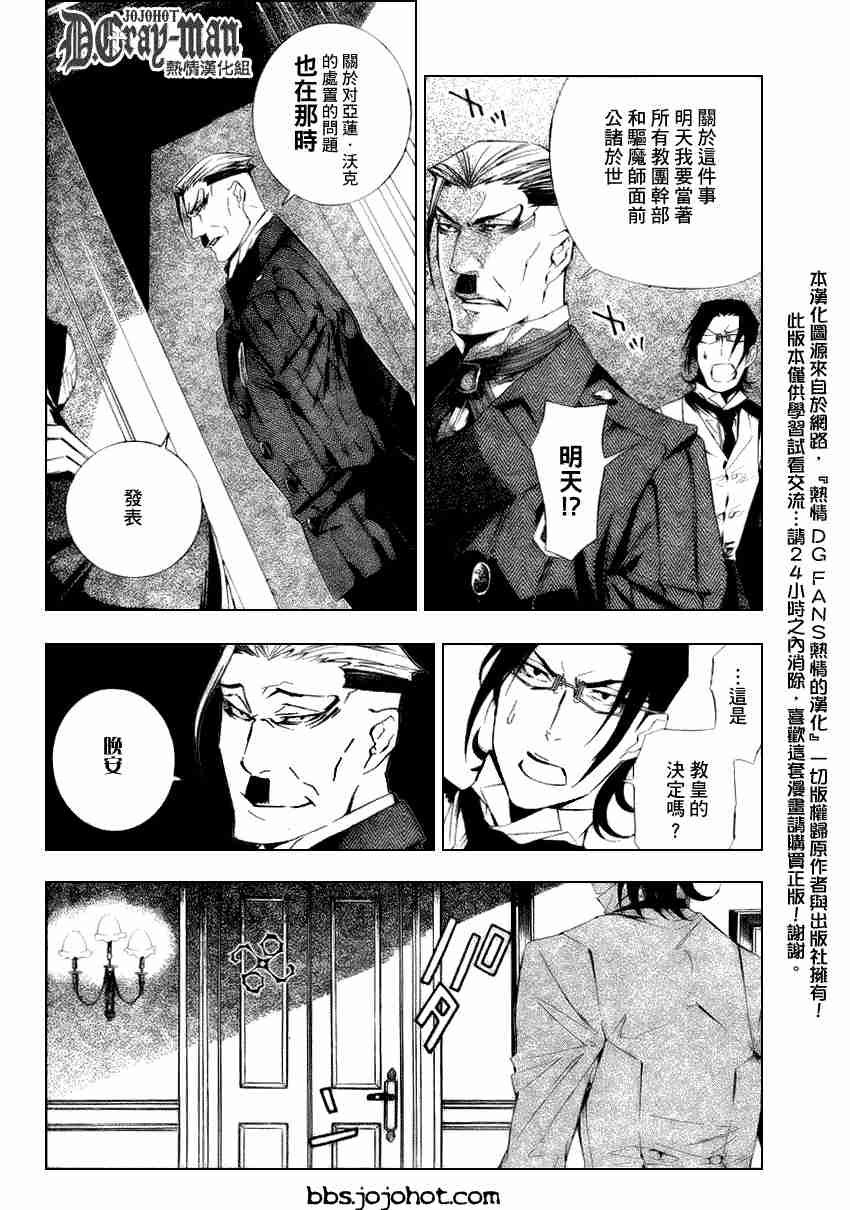 JOJOHOT
D.Gray-man
熱情漢化組
關於這件事
明天我要當著
所有教團幹部
和驅魔師面前
公諸於世
明天!?
關於对亞蓮．沃克
的處置的問題
也在那時
發表
…這是
教皇的
決定嗎？
晚安
パタン
本漢化圖源來自於網路．『熱情DG FANS熱情的漢化』一切版權歸原作者與出版社擁有！
此版本僅供學習試看交流…請24小時之內消除．喜歡這套漫畫請購買正版！謝謝。
bbs.jojohot.com